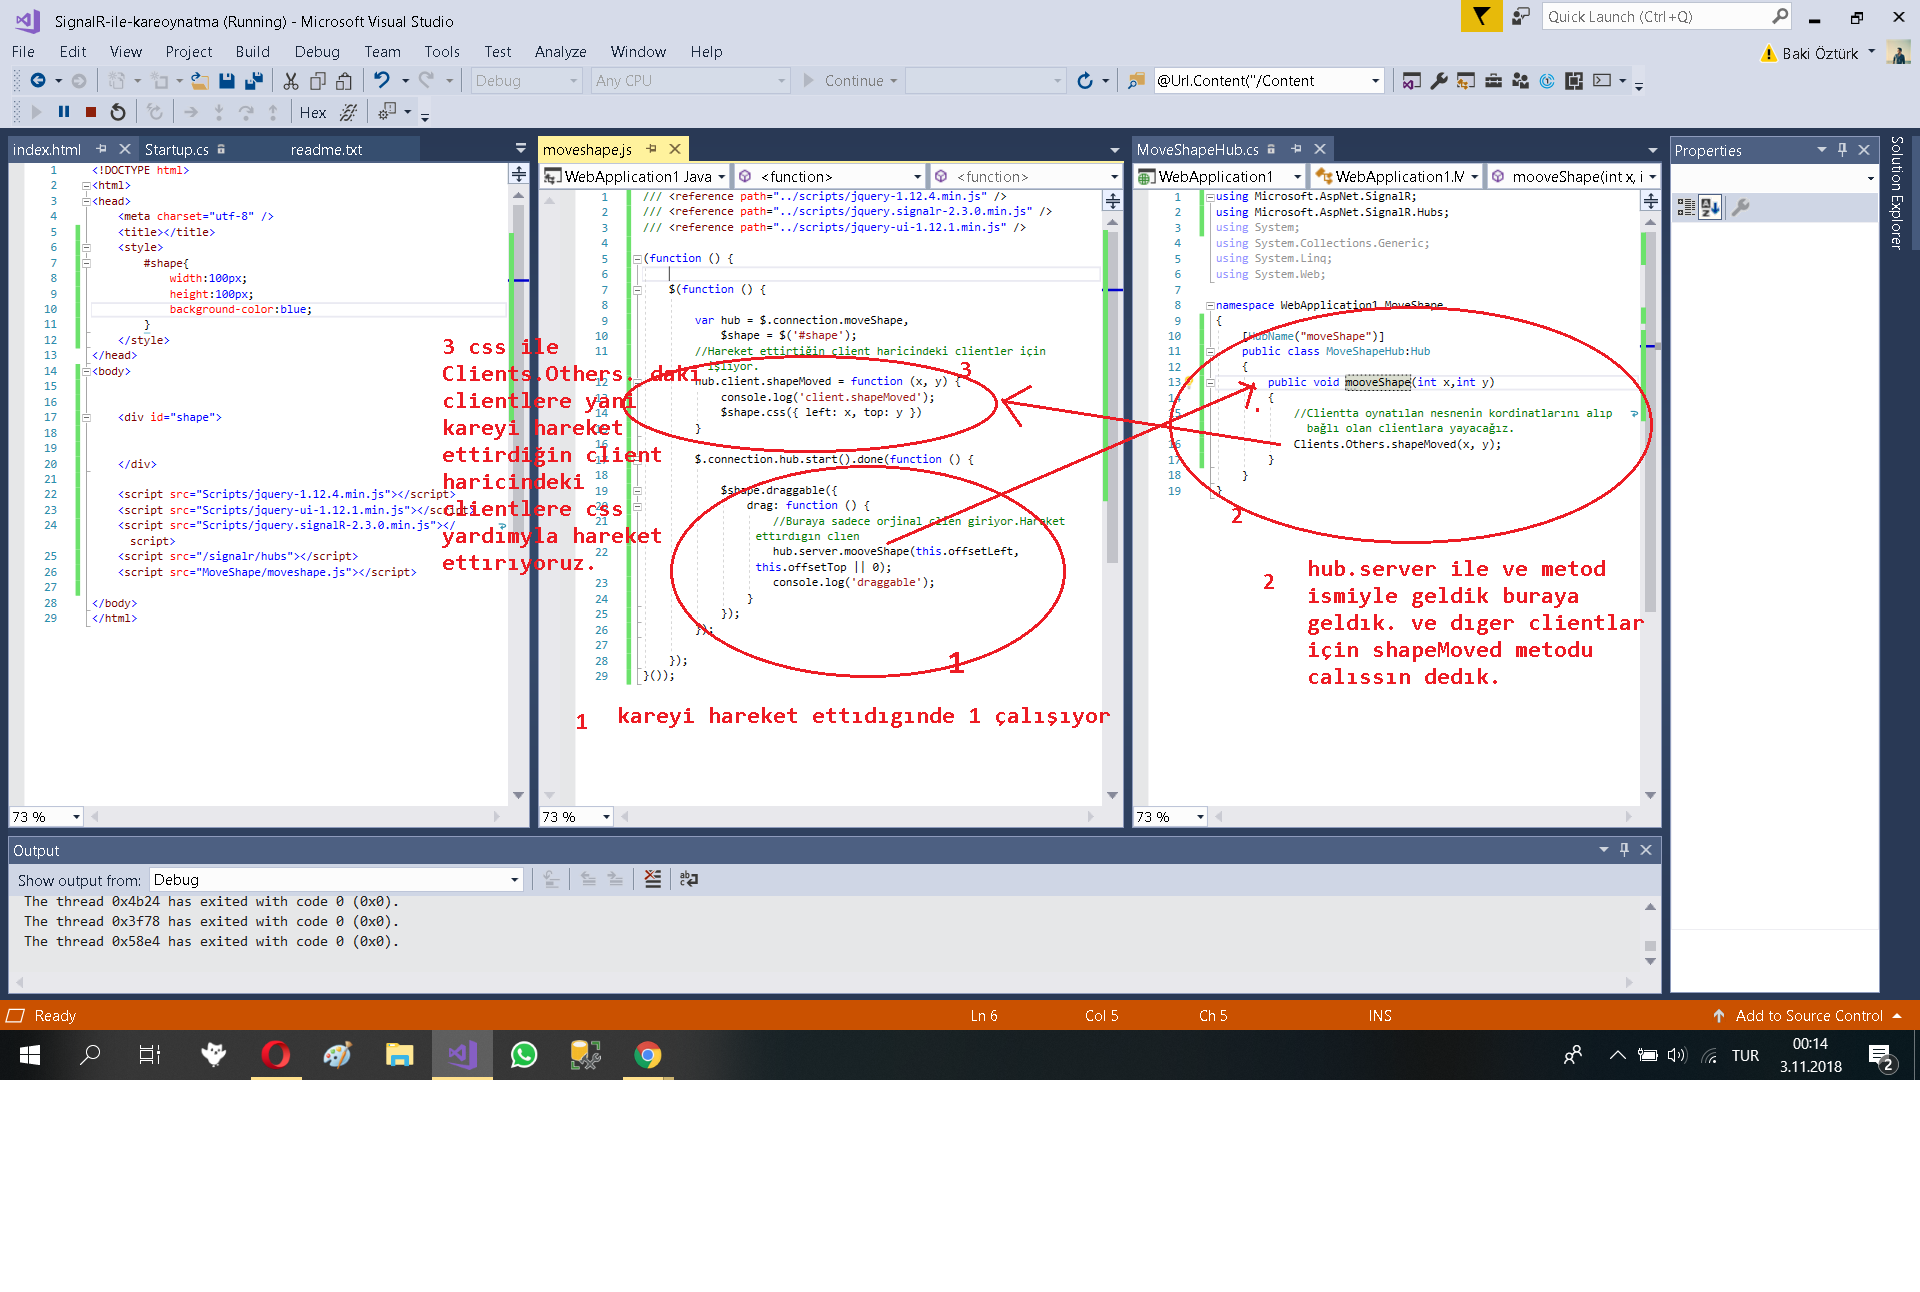 SignalR-ile-kareoynatma (Running) - Microsoft Visual Studio
Quick Launch (Ctrl+Q)
File Edit View Project Build Debug Team Tools Test Analyze Window Help
Baki Öztürk
Debug Any CPU Continue @Url.Content("/Content
Hex
index.html Startup.cs readme.txt
1 <!DOCTYPE html>
2 <html>
3 <head>
4 <meta charset="utf-8" />
5 <title></title>
6 <style>
7 #shape{
8 width:100px;
9 height:100px;
10 background-color:blue;
11 }
12 </style>
13 </head>
14 <body>
15
16
17 <div id="shape">
18
19
20 </div>
21
22 <script src="Scripts/jquery-1.12.4.min.js"></script>
23 <script src="Scripts/jquery-ui-1.12.1.min.js"></script>
24 <script src="Scripts/jquery.signalR-2.3.0.min.js"></
script>
25 <script src="/signalr/hubs"></script>
26 <script src="MoveShape/moveshape.js"></script>
27
28 </body>
29 </html>
73 %
3 css ile
Clients.Others. daki
clientlere yani
kareyi hareket
ettirdiğin client
haricindeki
clientlere css
yardimyla hareket
ettırıyoruz.
moveshape.js
WebApplication1 Java <function> <function>
1 /// <reference path="../scripts/jquery-1.12.4.min.js" />
2 /// <reference path="../scripts/jquery.signalr-2.3.0.min.js" />
3 /// <reference path="../scripts/jquery-ui-1.12.1.min.js" />
4
5 (function () {
6
7 $(function () {
8
9 var hub = $.connection.moveShape,
10 $shape = $('#shape');
11 //Hareket ettirtiğin client haricindeki clientler için
işliyor.
12 hub.client.shapeMoved = function (x, y) {
13 console.log('client.shapeMoved');
14 $shape.css({ left: x, top: y })
15 }
16
17 $.connection.hub.start().done(function () {
18
19 $shape.draggable({
20 drag: function () {
21 //Buraya sadece orjinal clien giriyor.Hareket
ettırdıgın clıen
22 hub.server.mooveShape(this.offsetLeft,
this.offsetTop || 0);
23 console.log('draggable');
24 }
25 });
26 });
27
28 });
29 }());
3
1
1 kareyi hareket ettıdıgınde 1 çalışıyor
73 %
MoveShapeHub.cs
WebApplication1 WebApplication1.M mooveShape(int x, i
1 using Microsoft.AspNet.SignalR;
2 using Microsoft.AspNet.SignalR.Hubs;
3 using System;
4 using System.Collections.Generic;
5 using System.Linq;
6 using System.Web;
7
8 namespace WebApplication1.MoveShape
9 {
10 [HubName("moveShape")]
11 public class MoveShapeHub:Hub
12 {
13 public void mooveShape(int x,int y)
14 {
15 //Clientta oynatılan nesnenin kordinatlarını alıp
bağlı olan clientlara yayacağız.
16 Clients.Others.shapeMoved(x, y);
17 }
18 }
19 }
2
2 hub.server ile ve metod
ismiyle geldik buraya
geldık. ve dıger clientlar
için shapeMoved metodu
calıssın dedık.
73 %
Properties
Solution Explorer
Output
Show output from: Debug
The thread 0x4b24 has exited with code 0 (0x0).
The thread 0x3f78 has exited with code 0 (0x0).
The thread 0x58e4 has exited with code 0 (0x0).
Ready Ln 6 Col 5 Ch 5 INS Add to Source Control
TUR 00:14
3.11.2018
2